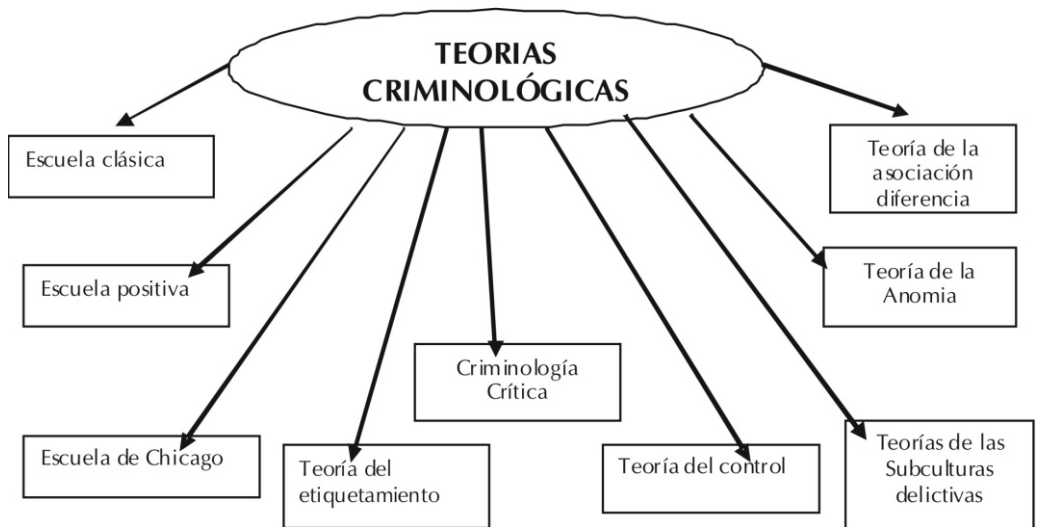 TEORIAS
CRIMINOLÓGICAS
Escuela clásica
Teoría de la
asociación
diferencia
Escuela positiva
Teoría de la
Anomia
Criminología
Crítica
Escuela de Chicago
Teoría del
etiquetamiento
Teoría del control
Teorías de las
Subculturas
delictivas